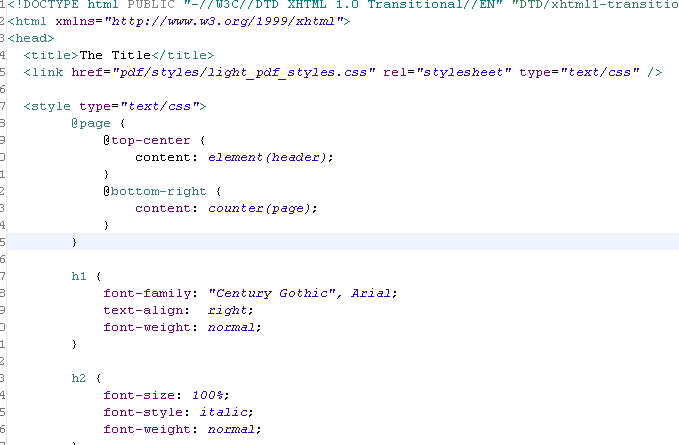 1 <!DOCTYPE html PUBLIC "-//W3C//DTD XHTML 1.0 Transitional//EN" "DTD/xhtml1-transitio
2 <html xmlns="http://www.w3.org/1999/xhtml">
3 <head>
4 <title>The Title</title>
5 <link href="pdf/styles/light_pdf_styles.css" rel="stylesheet" type="text/css" />
6
7 <style type="text/css">
8 @page {
9 @top-center {
0 content: element(header);
1 }
2 @bottom-right {
3 content: counter(page);
4 }
5 }
6
7 h1 {
8 font-family: "Century Gothic", Arial;
9 text-align: right;
0 font-weight: normal;
1 }
2
3 h2 {
4 font-size: 100%;
5 font-style: italic;
6 font-weight: normal;